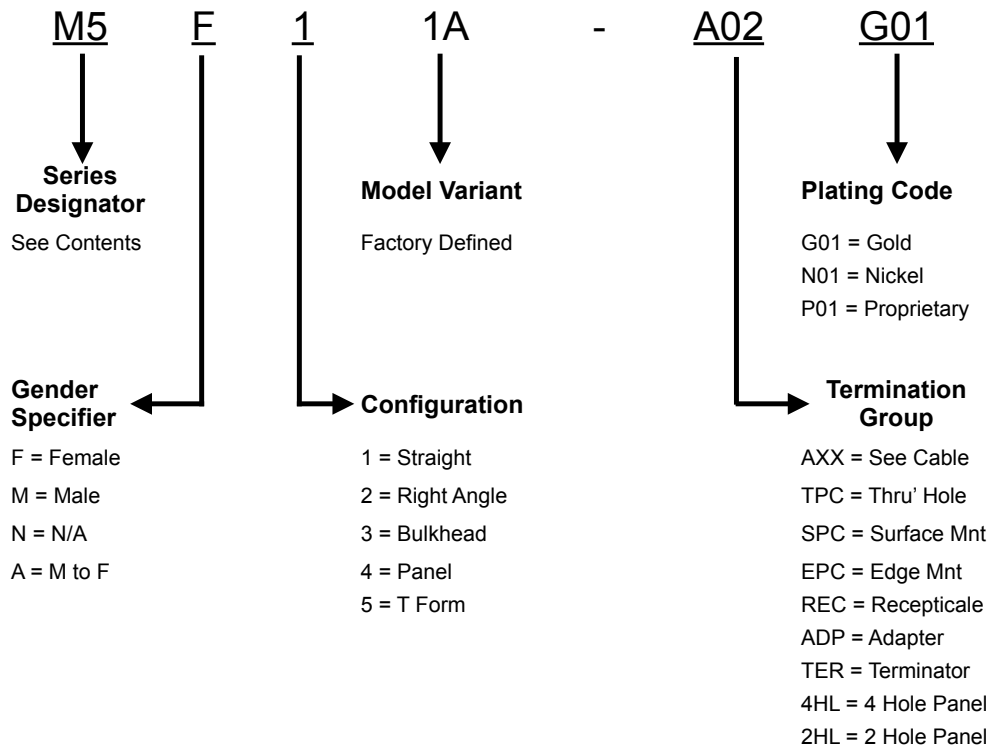 M5 F 1 1A - A02 G01
Series
Designator
See Contents
Model Variant
Factory Defined
Plating Code
G01 = Gold
N01 = Nickel
P01 = Proprietary
Gender
Specifier
F = Female
M = Male
N = N/A
A = M to F
Configuration
1 = Straight
2 = Right Angle
3 = Bulkhead
4 = Panel
5 = T Form
Termination
Group
AXX = See Cable
TPC = Thru’ Hole
SPC = Surface Mnt
EPC = Edge Mnt
REC = Recepticale
ADP = Adapter
TER = Terminator
4HL = 4 Hole Panel
2HL = 2 Hole Panel